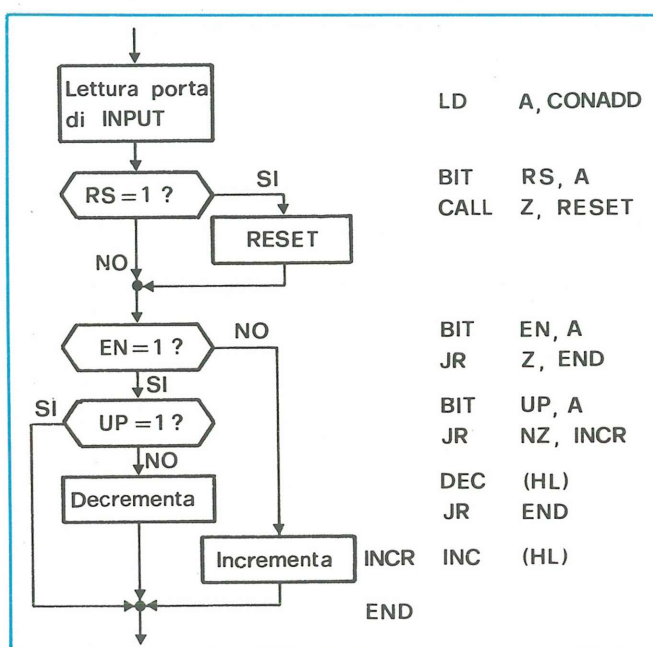 Lettura porta
di INPUT
LD A, CONADD
RS = 1 ?
SI
BIT RS, A
CALL Z, RESET
RESET
NO
EN = 1 ?
NO
BIT EN, A
JR Z, END
SI
SI
UP = 1 ?
BIT UP, A
JR NZ, INCR
NO
Decrementa
DEC (HL)
JR END
Incrementa
INCR INC (HL)
END